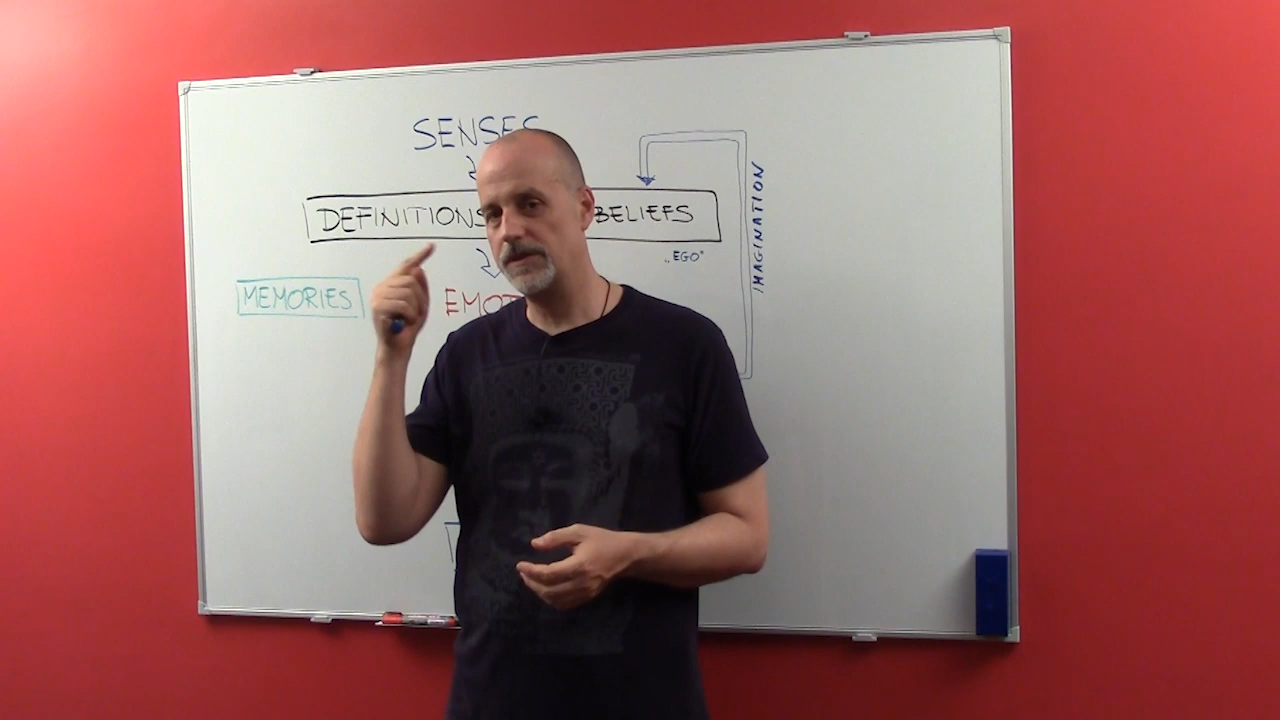 SENSES
DEFINITIONS BELIEFS
„EGO"
IMAGINATION
MEMORIES